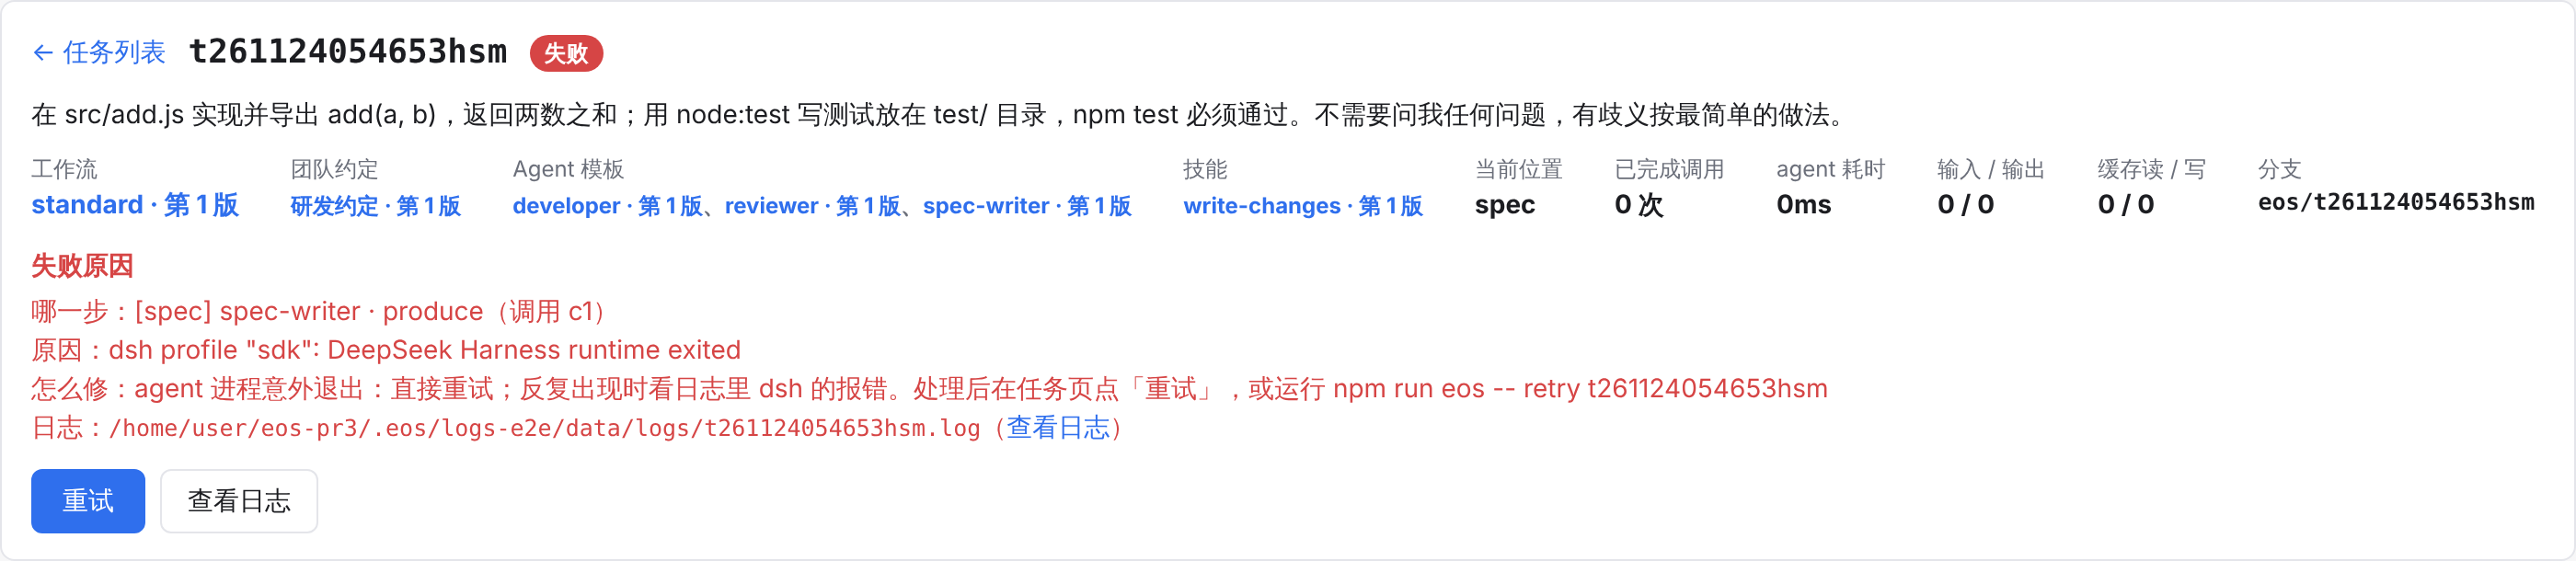 ← 任务列表 t261124054653hsm 失败
在 src/add.js 实现并导出 add(a, b)，返回两数之和；用 node:test 写测试放在 test/ 目录，npm test 必须通过。不需要问我任何问题，有歧义按最简单的做法。
工作流 团队约定 Agent 模板 技能 当前位置 已完成调用 agent 耗时 输入 / 输出 缓存读 / 写 分支
standard · 第 1 版 研发约定 · 第 1 版 developer · 第 1 版、reviewer · 第 1 版、spec-writer · 第 1 版 write-changes · 第 1 版 spec 0 次 0ms 0 / 0 0 / 0 eos/t261124054653hsm
失败原因
哪一步：[spec] spec-writer · produce（调用 c1）
原因：dsh profile "sdk": DeepSeek Harness runtime exited
怎么修：agent 进程意外退出：直接重试；反复出现时看日志里 dsh 的报错。处理后在任务页点「重试」，或运行 npm run eos -- retry t261124054653hsm
日志：/home/user/eos-pr3/.eos/logs-e2e/data/logs/t261124054653hsm.log（查看日志）
重试 查看日志